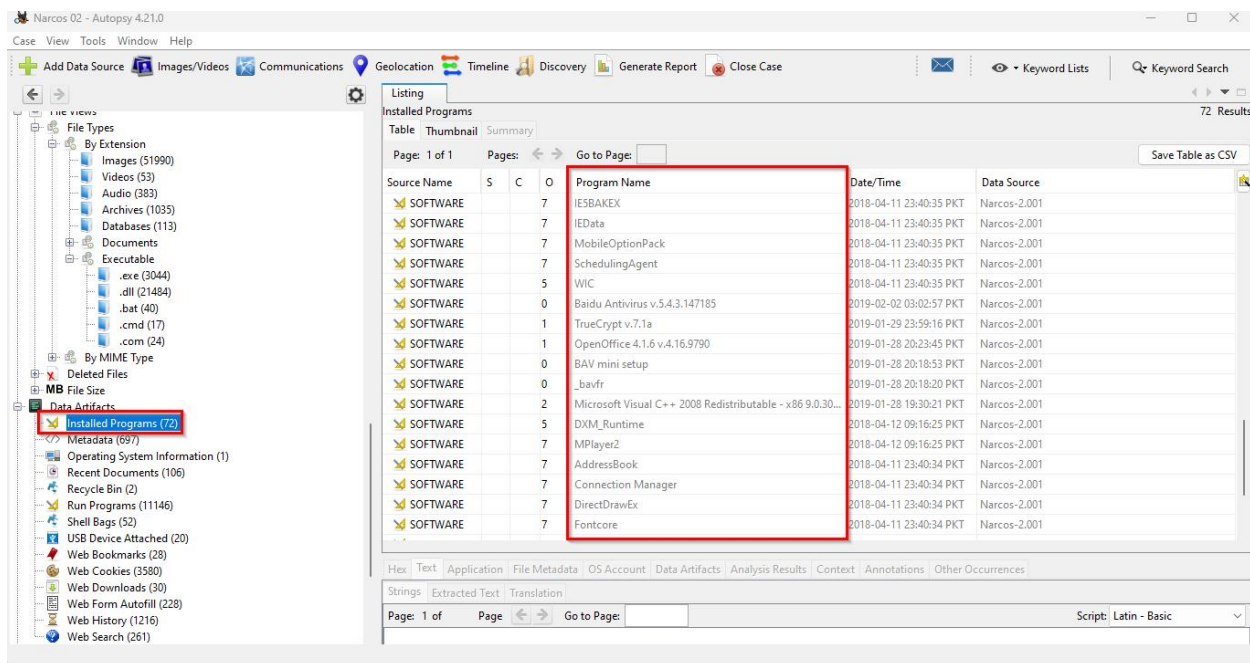 Narcos 02 - Autopsy 4.21.0
Case View Tools Window Help
Add Data Source Images/Videos Communications Geolocation Timeline Discovery Generate Report Close Case Keyword Lists Keyword Search
Listing
File Views
Installed Programs 72 Results
File Types
Table Thumbnail Summary
By Extension
Page: 1 of 1 Pages: Go to Page: Save Table as CSV
Images (51990)
Videos (53)
Audio (383)
Archives (1035)
Databases (113)
Documents
Executable
.exe (3044)
.dll (21484)
.bat (40)
.cmd (17)
.com (24)
By MIME Type
Deleted Files
MB File Size
Data Artifacts
Installed Programs (72)
Metadata (697)
Operating System Information (1)
Recent Documents (106)
Recycle Bin (2)
Run Programs (11146)
Shell Bags (52)
USB Device Attached (20)
Web Bookmarks (28)
Web Cookies (3580)
Web Downloads (30)
Web Form Autofill (228)
Web History (1216)
Web Search (261)
Source Name S C O Program Name Date/Time Data Source
SOFTWARE 7 IE5BAKEX 2018-04-11 23:40:35 PKT Narcos-2.001
SOFTWARE 7 IEData 2018-04-11 23:40:35 PKT Narcos-2.001
SOFTWARE 7 MobileOptionPack 2018-04-11 23:40:35 PKT Narcos-2.001
SOFTWARE 7 SchedulingAgent 2018-04-11 23:40:35 PKT Narcos-2.001
SOFTWARE 5 WIC 2018-04-11 23:40:35 PKT Narcos-2.001
SOFTWARE 0 Baidu Antivirus v.5.4.3.147185 2019-02-02 03:02:57 PKT Narcos-2.001
SOFTWARE 1 TrueCrypt v.7.1a 2019-01-29 23:59:16 PKT Narcos-2.001
SOFTWARE 1 OpenOffice 4.1.6 v.4.16.9790 2019-01-28 20:23:45 PKT Narcos-2.001
SOFTWARE 0 BAV mini setup 2019-01-28 20:18:53 PKT Narcos-2.001
SOFTWARE 0 _bavfr 2019-01-28 20:18:20 PKT Narcos-2.001
SOFTWARE 2 Microsoft Visual C++ 2008 Redistributable - x86 9.0.30... 2019-01-28 19:30:21 PKT Narcos-2.001
SOFTWARE 5 DXM_Runtime 2018-04-12 09:16:25 PKT Narcos-2.001
SOFTWARE 7 MPlayer2 2018-04-12 09:16:25 PKT Narcos-2.001
SOFTWARE 7 AddressBook 2018-04-11 23:40:34 PKT Narcos-2.001
SOFTWARE 7 Connection Manager 2018-04-11 23:40:34 PKT Narcos-2.001
SOFTWARE 7 DirectDrawEx 2018-04-11 23:40:34 PKT Narcos-2.001
SOFTWARE 7 Fontcore 2018-04-11 23:40:34 PKT Narcos-2.001
Hex Text Application File Metadata OS Account Data Artifacts Analysis Results Context Annotations Other Occurrences
Strings Extracted Text Translation
Page: 1 of Page Go to Page: Script: Latin - Basic